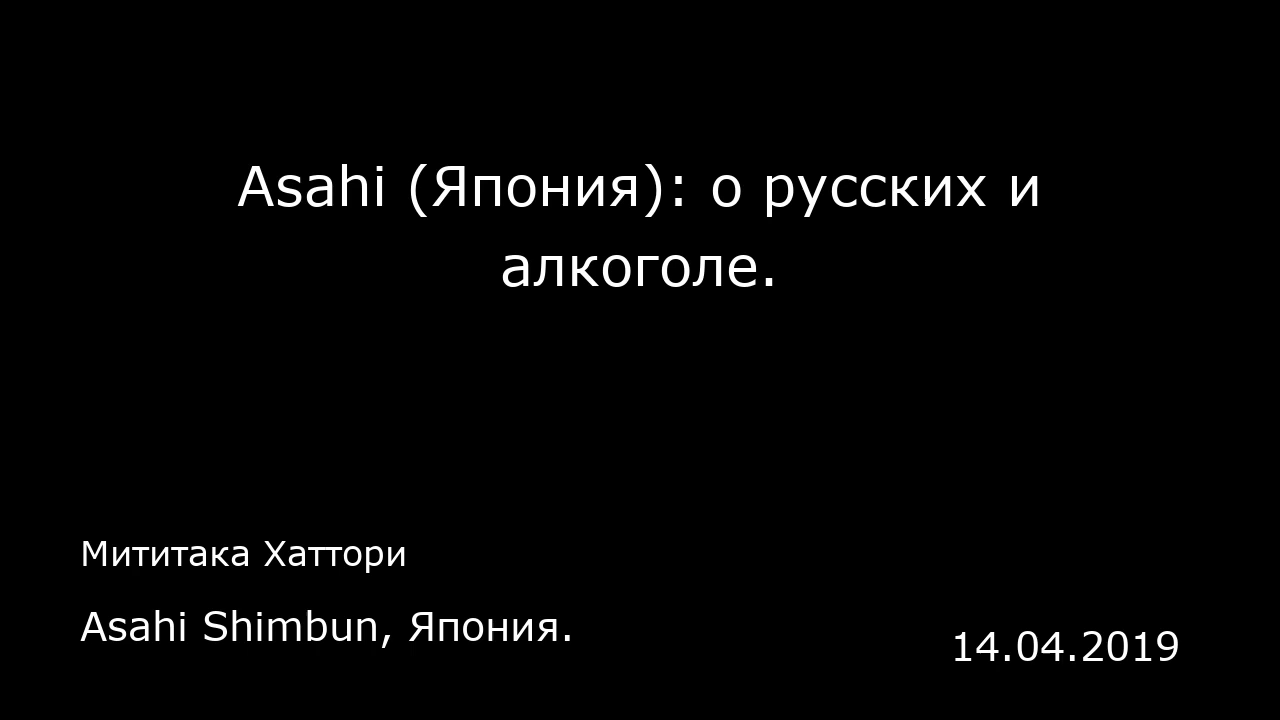 Asahi (Япония): о русских и
алкоголе.
Мититака Хаттори
Asahi Shimbun, Япония.
14.04.2019